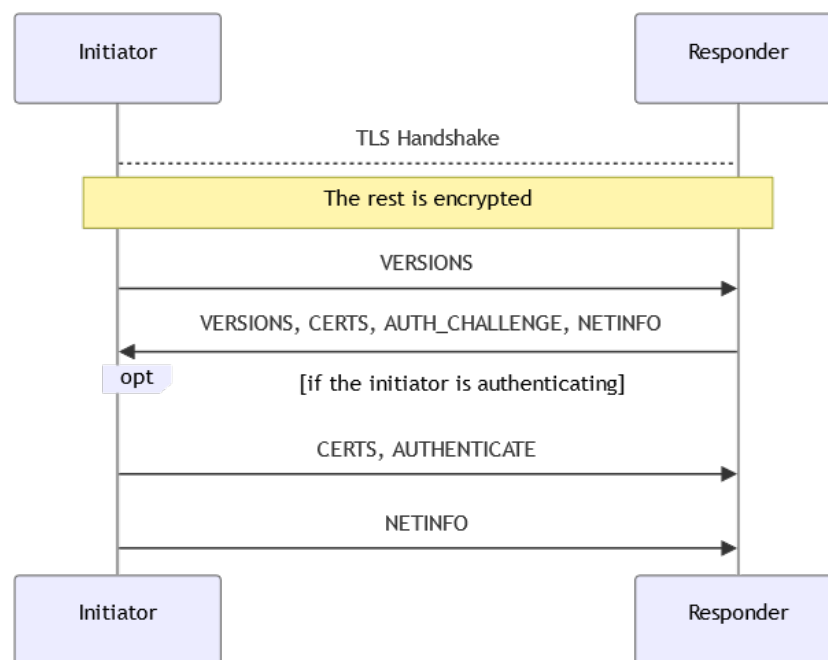 Initiator
Responder
TLS Handshake
The rest is encrypted
VERSIONS
VERSIONS, CERTS, AUTH_CHALLENGE, NETINFO
opt
[if the initiator is authenticating]
CERTS, AUTHENTICATE
NETINFO
Initiator
Responder